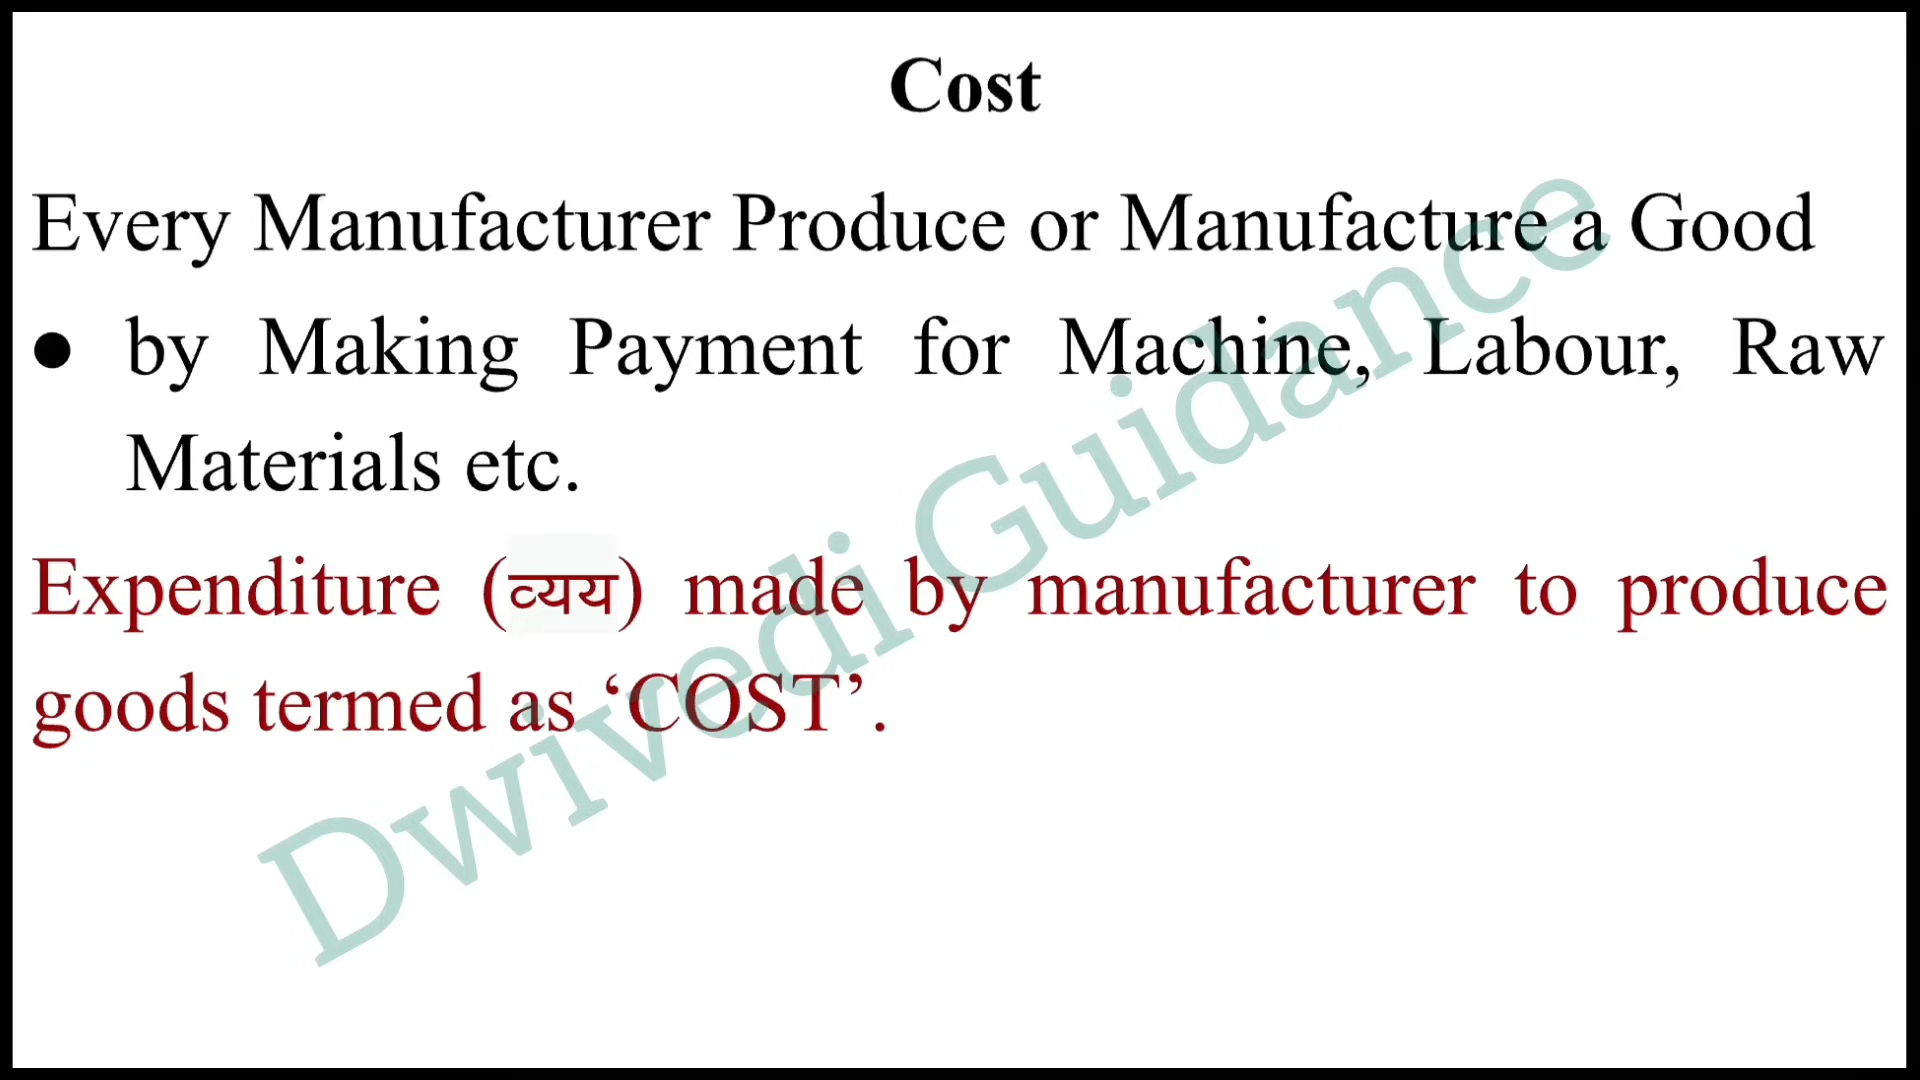 Cost
Every Manufacturer Produce or Manufacture a Good
● by Making Payment for Machine, Labour, Raw
Materials etc.
Expenditure (व्यय) made by manufacturer to produce
goods termed as ‘COST’.
Dwivedi Guidance